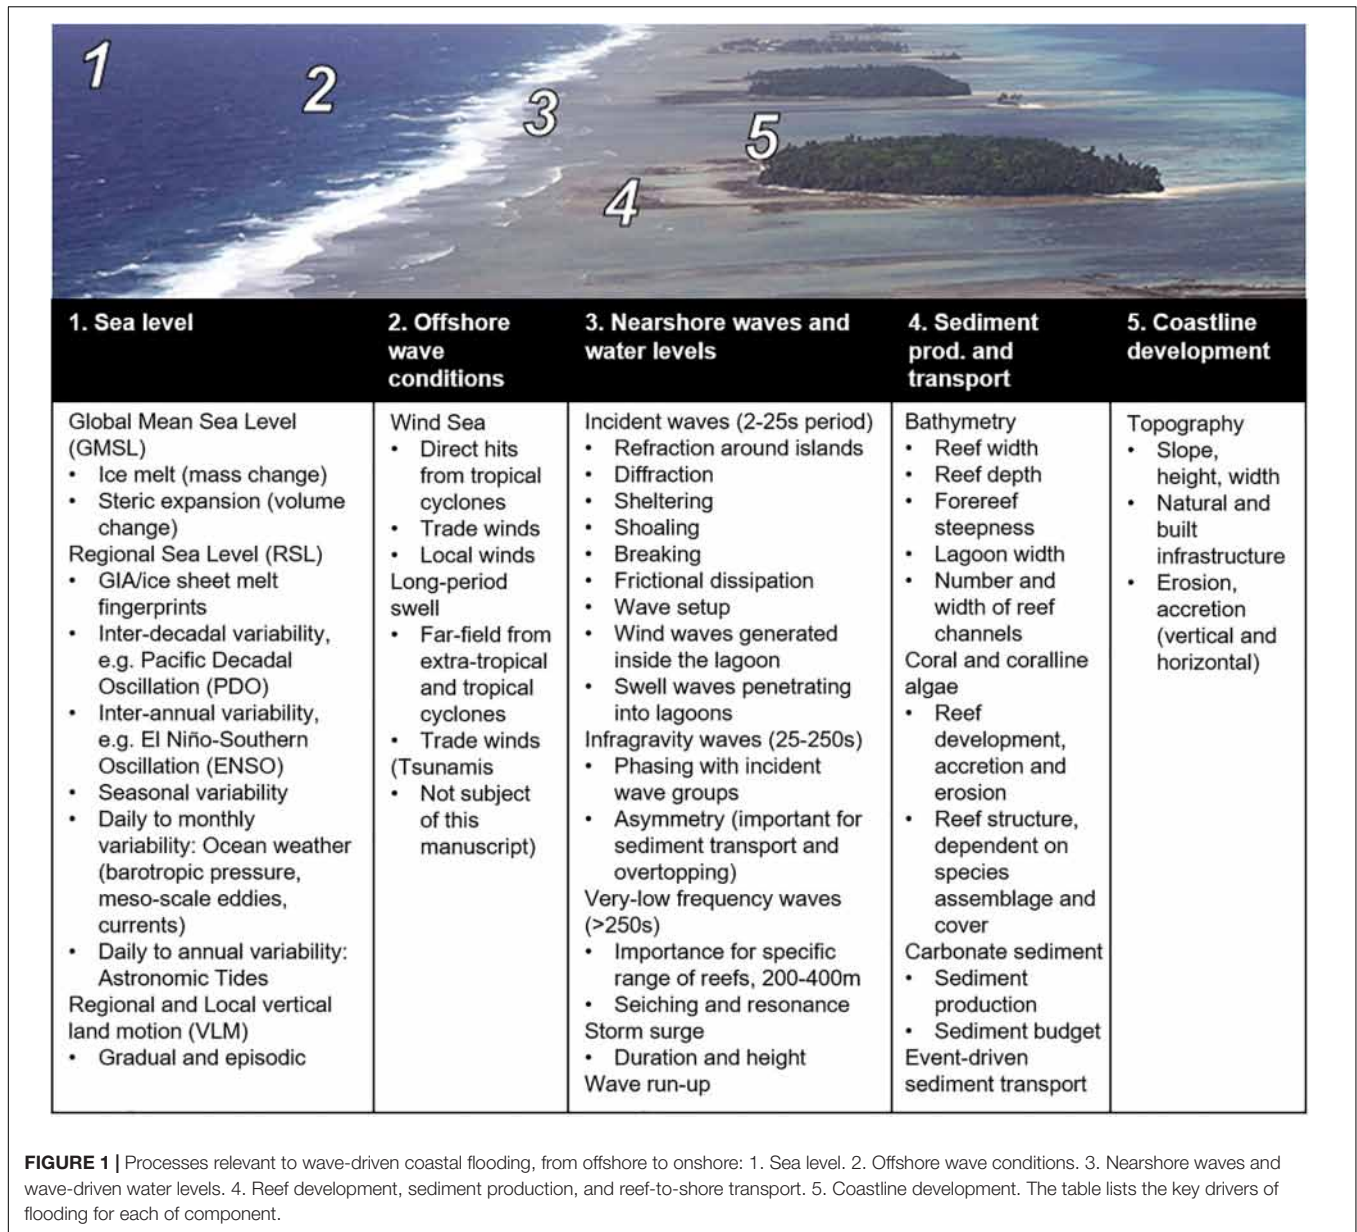 1
2
3
4
5
1. Sea level
2. Offshore
wave
conditions
3. Nearshore waves and
water levels
4. Sediment
prod. and
transport
5. Coastline
development
Global Mean Sea Level
(GMSL)
• Ice melt (mass change)
• Steric expansion (volume
change)
Regional Sea Level (RSL)
• GIA/ice sheet melt
fingerprints
• Inter-decadal variability,
e.g. Pacific Decadal
Oscillation (PDO)
• Inter-annual variability,
e.g. El Niño-Southern
Oscillation (ENSO)
• Seasonal variability
• Daily to monthly
variability: Ocean weather
(barotropic pressure,
meso-scale eddies,
currents)
• Daily to annual variability:
Astronomic Tides
Regional and Local vertical
land motion (VLM)
• Gradual and episodic
Wind Sea
• Direct hits
from tropical
cyclones
• Trade winds
• Local winds
Long-period
swell
• Far-field from
extra-tropical
and tropical
cyclones
• Trade winds
(Tsunamis
• Not subject
of this
manuscript)
Incident waves (2-25s period)
• Refraction around islands
• Diffraction
• Sheltering
• Shoaling
• Breaking
• Frictional dissipation
• Wave setup
• Wind waves generated
inside the lagoon
• Swell waves penetrating
into lagoons
Infragravity waves (25-250s)
• Phasing with incident
wave groups
• Asymmetry (important for
sediment transport and
overtopping)
Very-low frequency waves
(>250s)
• Importance for specific
range of reefs, 200-400m
• Seiching and resonance
Storm surge
• Duration and height
Wave run-up
Bathymetry
• Reef width
• Reef depth
• Forereef
steepness
• Lagoon width
• Number and
width of reef
channels
Coral and coralline
algae
• Reef
development,
accretion and
erosion
• Reef structure,
dependent on
species
assemblage and
cover
Carbonate sediment
• Sediment
production
• Sediment budget
Event-driven
sediment transport
Topography
• Slope,
height, width
• Natural and
built
infrastructure
• Erosion,
accretion
(vertical and
horizontal)
FIGURE 1 | Processes relevant to wave-driven coastal flooding, from offshore to onshore: 1. Sea level. 2. Offshore wave conditions. 3. Nearshore waves and
wave-driven water levels. 4. Reef development, sediment production, and reef-to-shore transport. 5. Coastline development. The table lists the key drivers of
flooding for each of component.